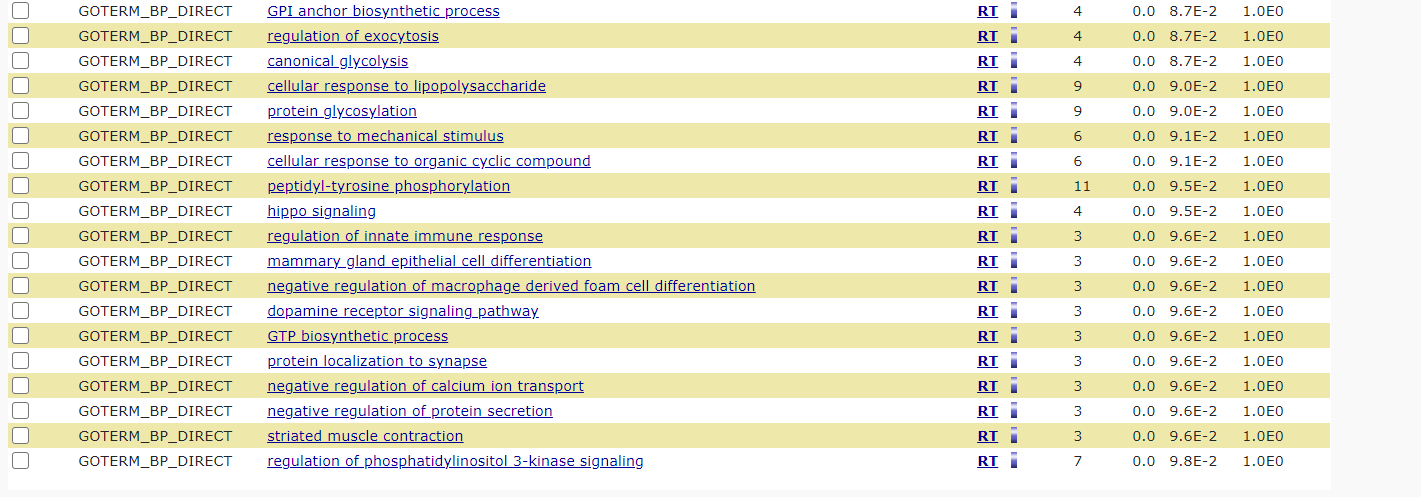 GOTERM_BP_DIRECT GPI anchor biosynthetic process RT 4 0.0 8.7E-2 1.0E0
GOTERM_BP_DIRECT regulation of exocytosis RT 4 0.0 8.7E-2 1.0E0
GOTERM_BP_DIRECT canonical glycolysis RT 4 0.0 8.7E-2 1.0E0
GOTERM_BP_DIRECT cellular response to lipopolysaccharide RT 9 0.0 9.0E-2 1.0E0
GOTERM_BP_DIRECT protein glycosylation RT 9 0.0 9.0E-2 1.0E0
GOTERM_BP_DIRECT response to mechanical stimulus RT 6 0.0 9.1E-2 1.0E0
GOTERM_BP_DIRECT cellular response to organic cyclic compound RT 6 0.0 9.1E-2 1.0E0
GOTERM_BP_DIRECT peptidyl-tyrosine phosphorylation RT 11 0.0 9.5E-2 1.0E0
GOTERM_BP_DIRECT hippo signaling RT 4 0.0 9.5E-2 1.0E0
GOTERM_BP_DIRECT regulation of innate immune response RT 3 0.0 9.6E-2 1.0E0
GOTERM_BP_DIRECT mammary gland epithelial cell differentiation RT 3 0.0 9.6E-2 1.0E0
GOTERM_BP_DIRECT negative regulation of macrophage derived foam cell differentiation RT 3 0.0 9.6E-2 1.0E0
GOTERM_BP_DIRECT dopamine receptor signaling pathway RT 3 0.0 9.6E-2 1.0E0
GOTERM_BP_DIRECT GTP biosynthetic process RT 3 0.0 9.6E-2 1.0E0
GOTERM_BP_DIRECT protein localization to synapse RT 3 0.0 9.6E-2 1.0E0
GOTERM_BP_DIRECT negative regulation of calcium ion transport RT 3 0.0 9.6E-2 1.0E0
GOTERM_BP_DIRECT negative regulation of protein secretion RT 3 0.0 9.6E-2 1.0E0
GOTERM_BP_DIRECT striated muscle contraction RT 3 0.0 9.6E-2 1.0E0
GOTERM_BP_DIRECT regulation of phosphatidylinositol 3-kinase signaling RT 7 0.0 9.8E-2 1.0E0